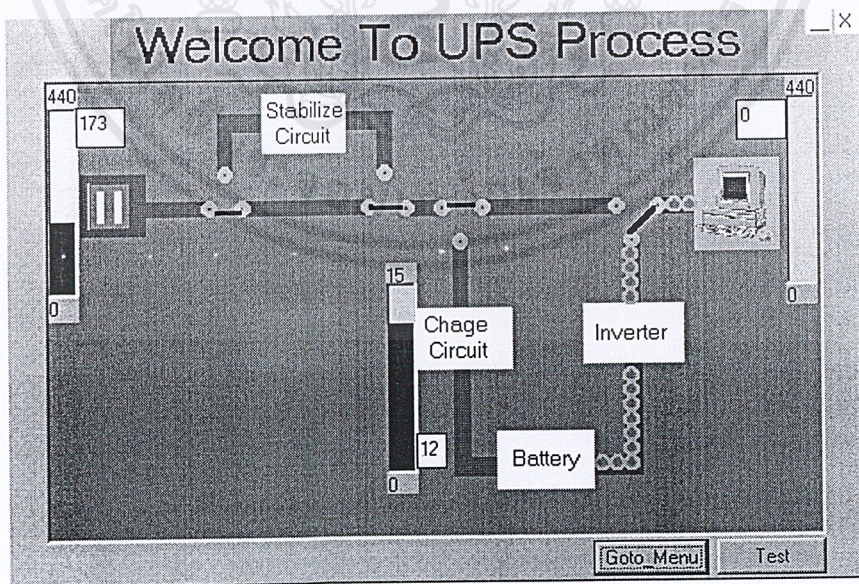 Welcome To UPS Process
_ X
440
173
0
Stabilize
Circuit
440
0
0
15
Chage
Circuit
12
0
Inverter
Battery
Goto_Menu
Test